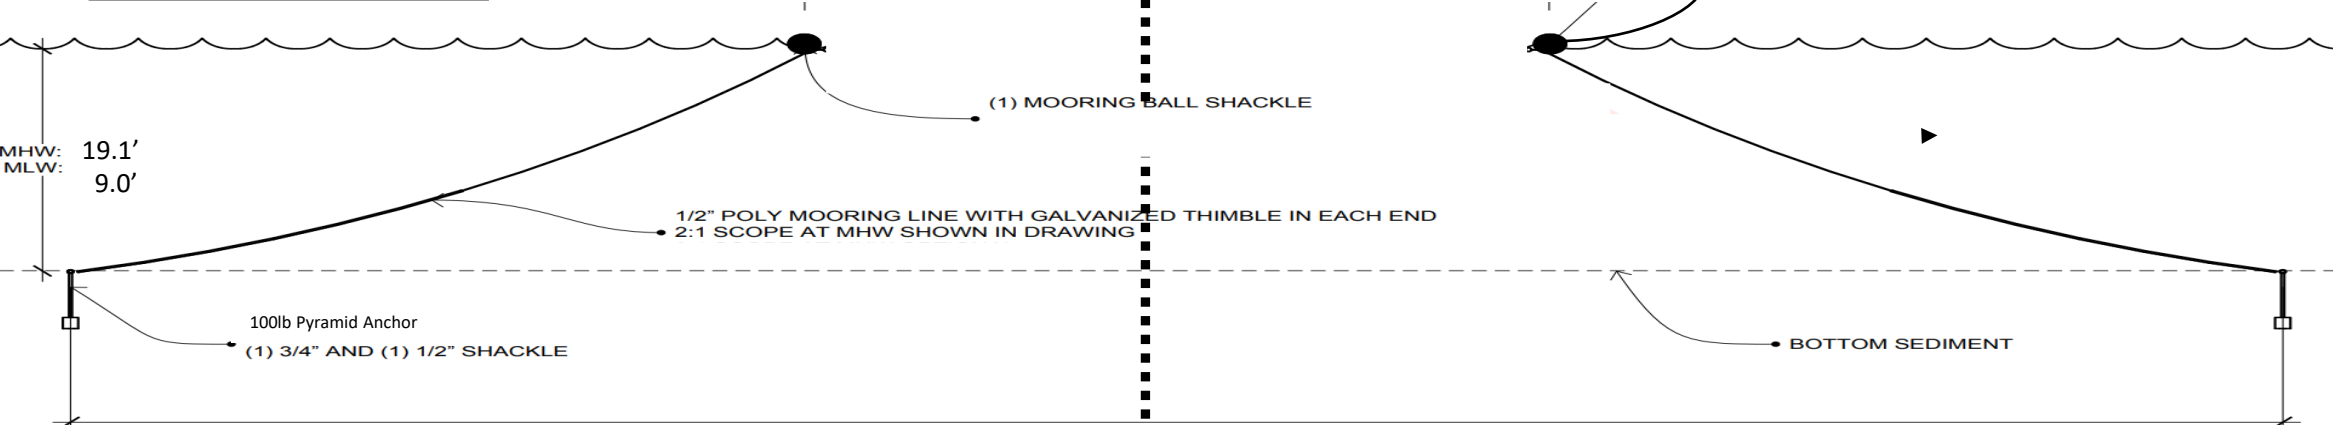 (1) MOORING BALL SHACKLE
MHW: 19.1’
MLW: 9.0’
1/2” POLY MOORING LINE WITH GALVANIZED THIMBLE IN EACH END
2:1 SCOPE AT MHW SHOWN IN DRAWING
100lb Pyramid Anchor
(1) 3/4” AND (1) 1/2” SHACKLE
BOTTOM SEDIMENT